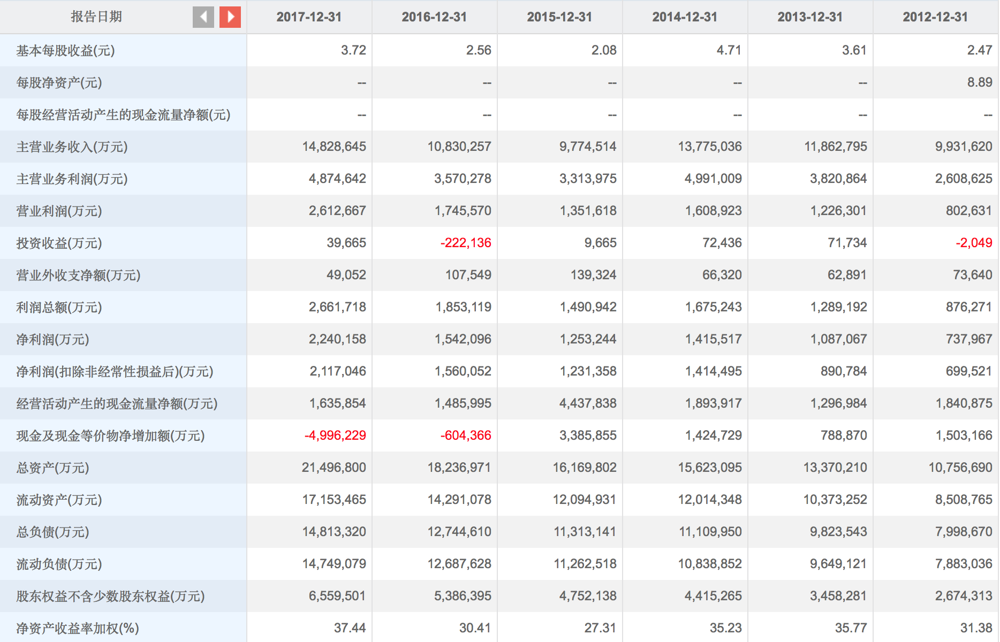 报告日期 2017-12-31 2016-12-31 2015-12-31 2014-12-31 2013-12-31 2012-12-31
基本每股收益(元) 3.72 2.56 2.08 4.71 3.61 2.47
每股净资产(元) -- -- -- -- -- 8.89
每股经营活动产生的现金流量净额(元) -- -- -- -- -- --
主营业务收入(万元) 14,828,645 10,830,257 9,774,514 13,775,036 11,862,795 9,931,620
主营业务利润(万元) 4,874,642 3,570,278 3,313,975 4,991,009 3,820,864 2,608,625
营业利润(万元) 2,612,667 1,745,570 1,351,618 1,608,923 1,226,301 802,631
投资收益(万元) 39,665 -222,136 9,665 72,436 71,734 -2,049
营业外收支净额(万元) 49,052 107,549 139,324 66,320 62,891 73,640
利润总额(万元) 2,661,718 1,853,119 1,490,942 1,675,243 1,289,192 876,271
净利润(万元) 2,240,158 1,542,096 1,253,244 1,415,517 1,087,067 737,967
净利润(扣除非经常性损益后)(万元) 2,117,046 1,560,052 1,231,358 1,414,495 890,784 699,521
经营活动产生的现金流量净额(万元) 1,635,854 1,485,995 4,437,838 1,893,917 1,296,984 1,840,875
现金及现金等价物净增加额(万元) -4,996,229 -604,366 3,385,855 1,424,729 788,870 1,503,166
总资产(万元) 21,496,800 18,236,971 16,169,802 15,623,095 13,370,210 10,756,690
流动资产(万元) 17,153,465 14,291,078 12,094,931 12,014,348 10,373,252 8,508,765
总负债(万元) 14,813,320 12,744,610 11,313,141 11,109,950 9,823,543 7,998,670
流动负债(万元) 14,749,079 12,687,628 11,262,518 10,838,852 9,649,121 7,883,036
股东权益不含少数股东权益(万元) 6,559,501 5,386,395 4,752,138 4,415,265 3,458,281 2,674,313
净资产收益率加权(%) 37.44 30.41 27.31 35.23 35.77 31.38